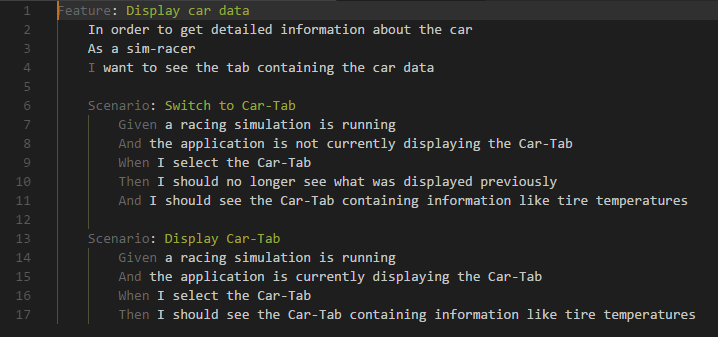 1 Feature: Display car data
2 In order to get detailed information about the car
3 As a sim-racer
4 I want to see the tab containing the car data
5
6 Scenario: Switch to Car-Tab
7 Given a racing simulation is running
8 And the application is not currently displaying the Car-Tab
9 When I select the Car-Tab
10 Then I should no longer see what was displayed previously
11 And I should see the Car-Tab containing information like tire temperatures
12
13 Scenario: Display Car-Tab
14 Given a racing simulation is running
15 And the application is currently displaying the Car-Tab
16 When I select the Car-Tab
17 Then I should see the Car-Tab containing information like tire temperatures